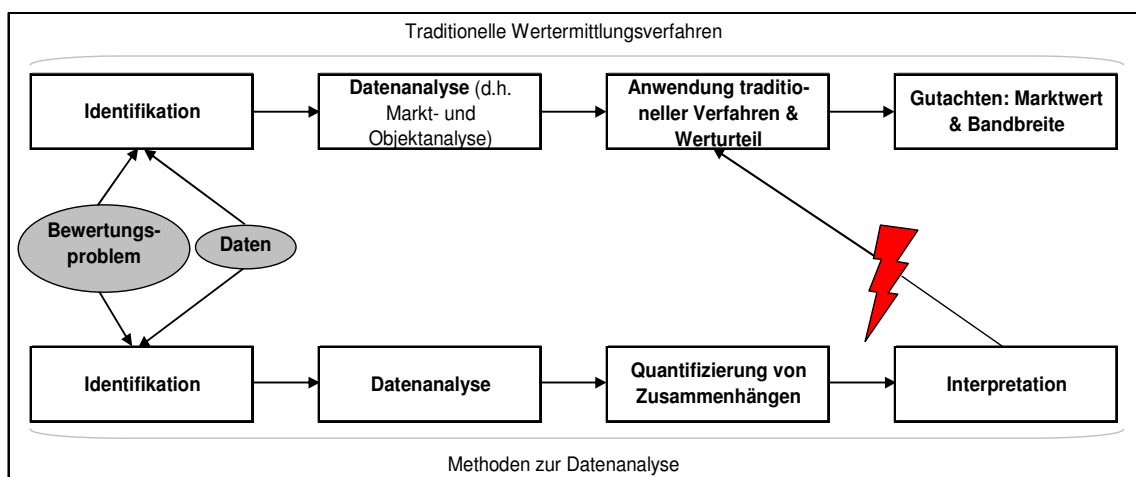 Traditionelle Wertermittlungsverfahren
Identifikation
Datenanalyse (d.h.
Markt- und
Objektanalyse)
Anwendung traditio-
neller Verfahren &
Werturteil
Gutachten: Marktwert
& Bandbreite
Bewertungs-
problem
Daten
Identifikation
Datenanalyse
Quantifizierung von
Zusammenhängen
Interpretation
Methoden zur Datenanalyse